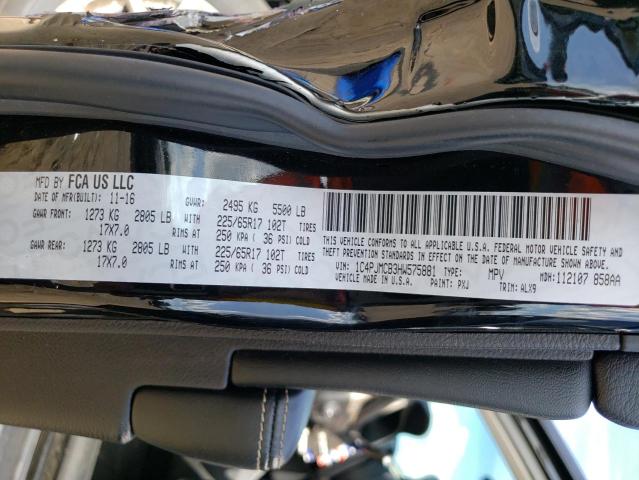 MFD BY FCA US LLC
DATE OF MFR(BUILT): 11-16 GVWR: 2495 KG 5500 LB
GAWR FRONT: 1273 KG 2805 LB WITH 225/65R17 102T TIRES
17X7.0 RIMS AT 250 KPA ( 36 PSI) COLD
GAWR REAR: 1273 KG 2805 LB WITH 225/65R17 102T TIRES
17X7.0 RIMS AT 250 KPA ( 36 PSI) COLD
THIS VEHICLE CONFORMS TO ALL APPLICABLE U.S.A. FEDERAL MOTOR VEHICLE SAFETY AND
THEFT PREVENTION STANDARDS IN EFFECT ON THE DATE OF MANUFACTURE SHOWN ABOVE.
VIN: 1C4PJMCB3HW575881 TYPE: MPV MDH: 112107 858AA
VEHICLE MADE IN U.S.A. PAINT: PXJ TRIM: ALX9